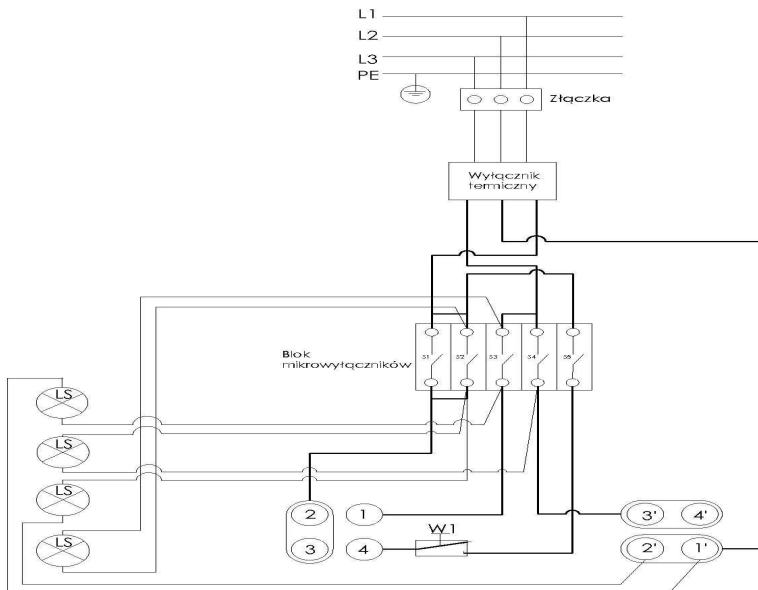 L1
L2
L3
PE
Złączka
Wyłącznik
termiczny
Blok
mikrowyłączników
S1 S2 S3 S4 S5
LS
LS
LS
LS
2 1
3 4
W1
3' 4'
2' 1'